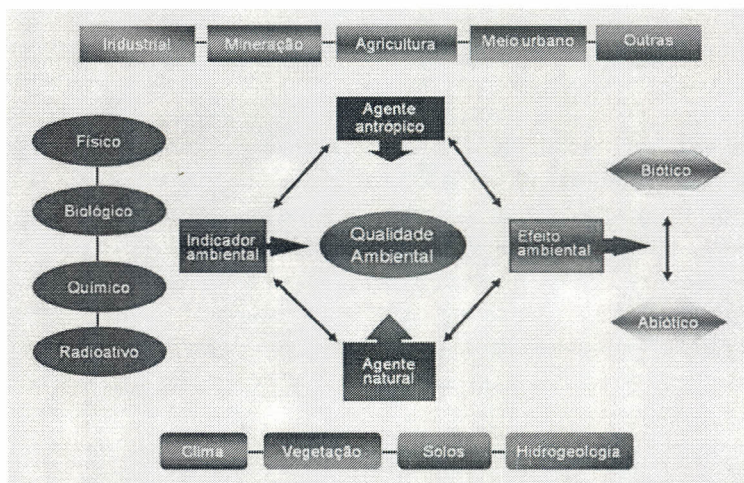 Industrial
Mineração
Agricultura
Meio urbano
Outras
Agente
antrópico
Físico
Biológico
Químico
Radioativo
Indicador
ambiental
Qualidade
Ambiental
Efeito
ambiental
Biótico
Abiótico
Agente
natural
Clima
Vegetação
Solos
Hidrogeologia